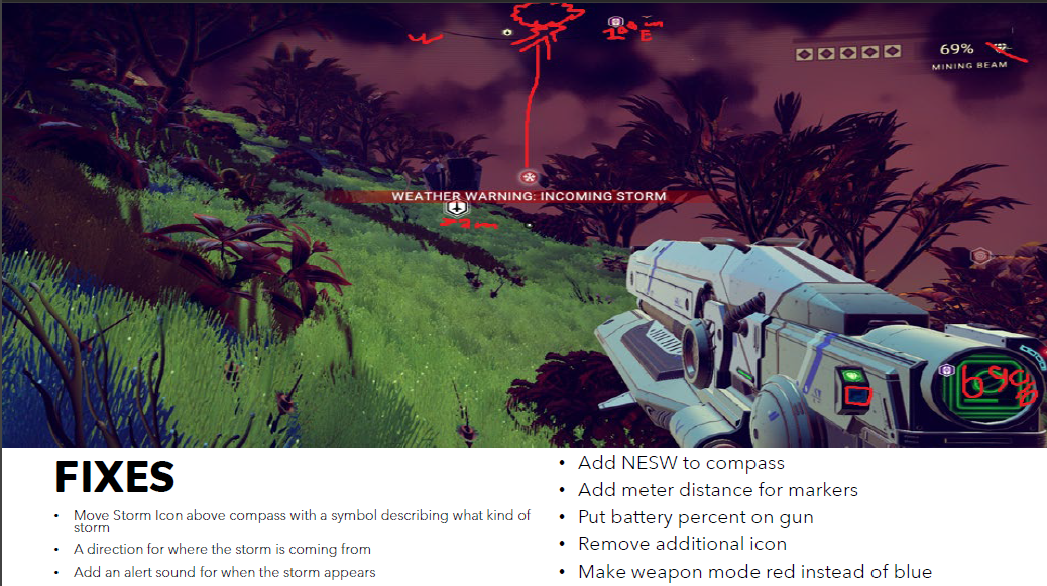 W
E
69%
MINING BEAM
WEATHER WARNING: INCOMING STORM
FIXES
• Move Storm Icon above compass with a symbol describing what kind of
storm
• A direction for where the storm is coming from
• Add an alert sound for when the storm appears
• Add NESW to compass
• Add meter distance for markers
• Put battery percent on gun
• Remove additional icon
• Make weapon mode red instead of blue